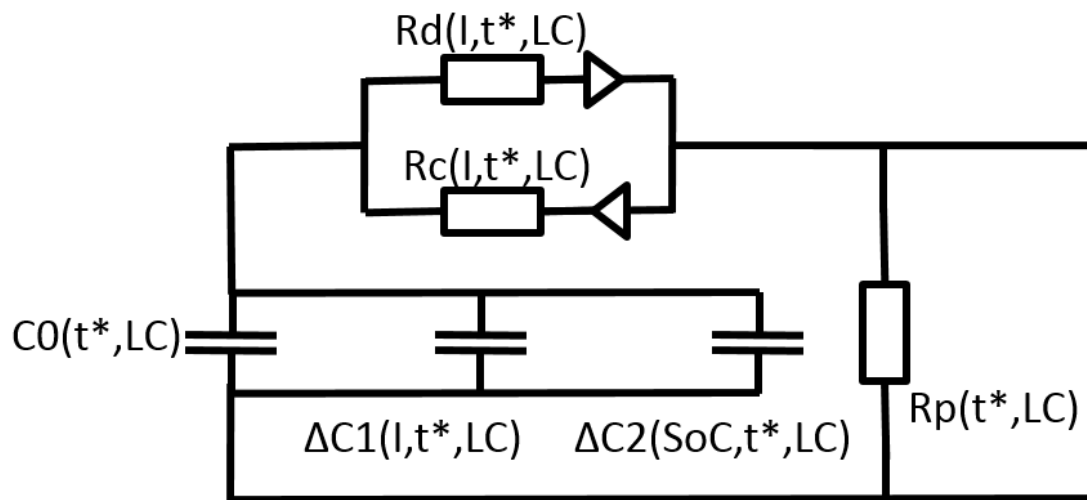 Rd(I,t*,LC)
Rc(I,t*,LC)
C0(t*,LC)
Rp(t*,LC)
ΔC1(I,t*,LC)
ΔC2(SoC,t*,LC)